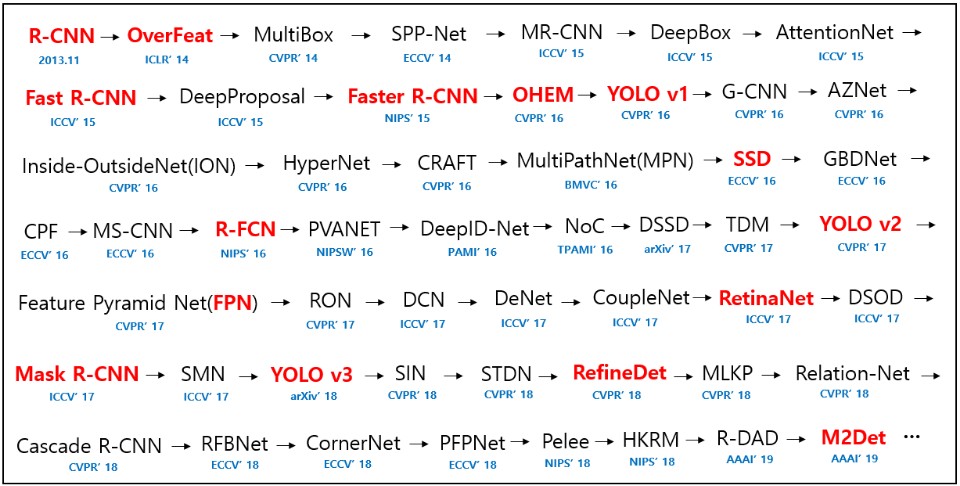 R-CNN → OverFeat → MultiBox → SPP-Net → MR-CNN → DeepBox → AttentionNet →
2013.11 ICLR' 14 CVPR' 14 ECCV' 14 ICCV' 15 ICCV' 15 ICCV' 15
Fast R-CNN → DeepProposal → Faster R-CNN → OHEM → YOLO v1 → G-CNN → AZNet →
ICCV' 15 ICCV' 15 NIPS' 15 CVPR' 16 CVPR' 16 CVPR' 16 CVPR' 16
Inside-OutsideNet(ION) → HyperNet → CRAFT → MultiPathNet(MPN) → SSD → GBDNet →
CVPR' 16 CVPR' 16 CVPR' 16 BMVC' 16 ECCV' 16 ECCV' 16
CPF → MS-CNN → R-FCN → PVANET → DeepID-Net → NoC → DSSD → TDM → YOLO v2 →
ECCV' 16 ECCV' 16 NIPS' 16 NIPSW' 16 PAMI' 16 TPAMI' 16 arXiv' 17 CVPR' 17 CVPR' 17
Feature Pyramid Net(FPN) → RON → DCN → DeNet → CoupleNet → RetinaNet → DSOD →
CVPR' 17 CVPR' 17 ICCV' 17 ICCV' 17 ICCV' 17 ICCV' 17 ICCV' 17
Mask R-CNN → SMN → YOLO v3 → SIN → STDN → RefineDet → MLKP → Relation-Net →
ICCV' 17 ICCV' 17 arXiv' 18 CVPR' 18 CVPR' 18 CVPR' 18 CVPR' 18 CVPR' 18
Cascade R-CNN → RFBNet → CornerNet → PFPNet → Pelee → HKRM → R-DAD → M2Det ···
CVPR' 18 ECCV' 18 ECCV' 18 ECCV' 18 NIPS' 18 NIPS' 18 AAAI' 19 AAAI' 19